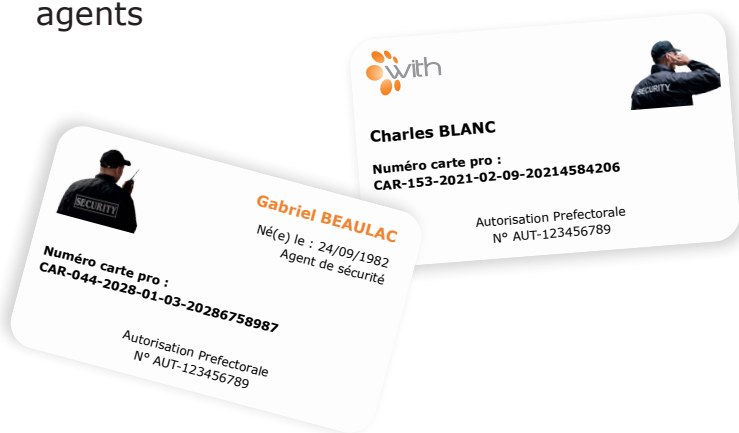 agents
with
SECURITY
Charles BLANC
Numéro carte pro :
CAR-153-2021-02-09-20214584206
Autorisation Prefectorale
N° AUT-123456789
SECURITY
Gabriel BEAULAC
Né(e) le : 24/09/1982
Agent de sécurité
Numéro carte pro :
CAR-044-2028-01-03-20286758987
Autorisation Prefectorale
N° AUT-123456789